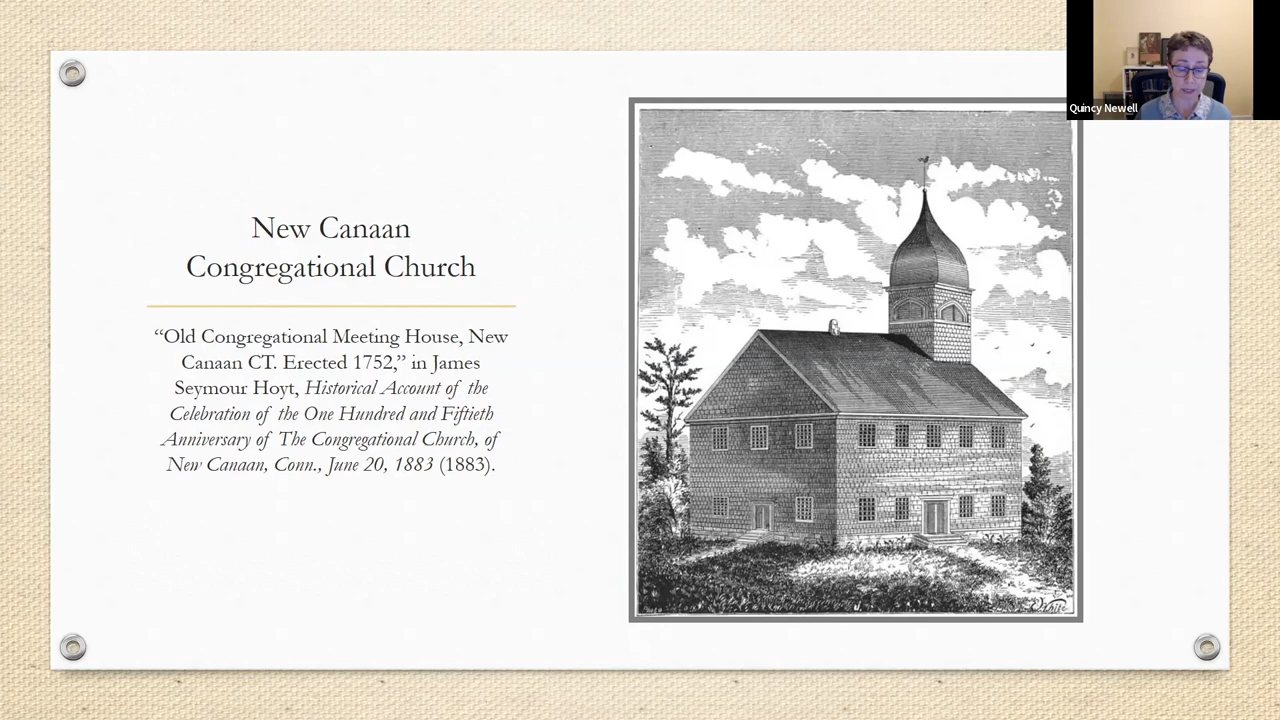 Quincy Newell
New Canaan
Congregational Church
“Old Congregational Meeting House, New
Canaan CT. Erected 1752,” in James
Seymour Hoyt, Historical Account of the
Celebration of the One Hundred and Fiftieth
Anniversary of The Congregational Church, of
New Canaan, Conn., June 20, 1883 (1883).